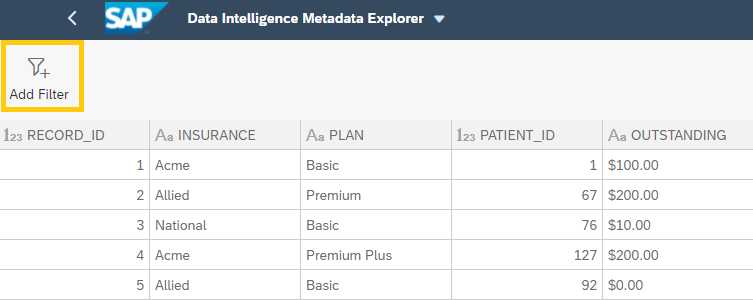 SAP Data Intelligence Metadata Explorer
Add Filter
123 RECORD_ID Aa INSURANCE Aa PLAN 123 PATIENT_ID Aa OUTSTANDING
1 Acme Basic 1 $100.00
2 Allied Premium 67 $200.00
3 National Basic 76 $10.00
4 Acme Premium Plus 127 $200.00
5 Allied Basic 92 $0.00